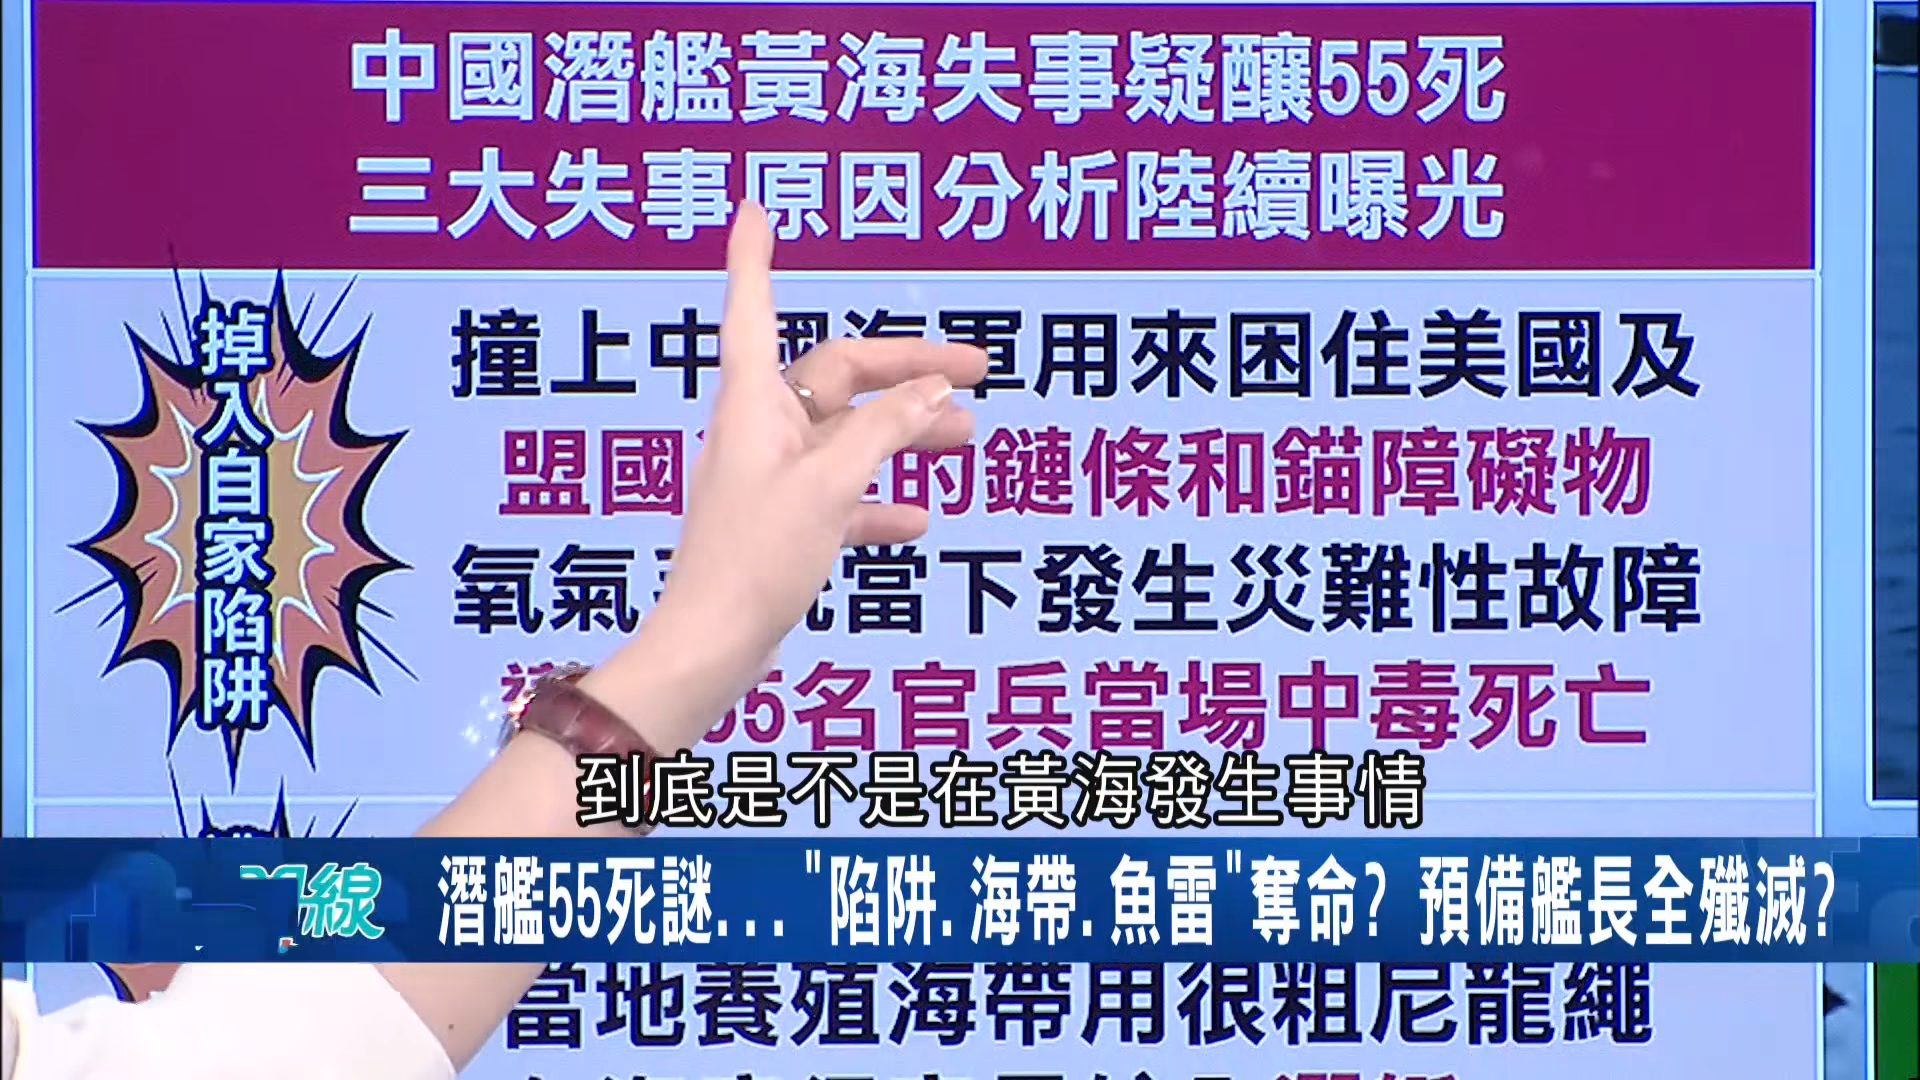 中國潛艦黃海失事疑釀55死
三大失事原因分析陸續曝光
掉入自家陷阱
撞上中國海軍用來困住美國及
盟國 的鏈條和錨障礙物
氧氣 當下發生災難性故障
55名官兵當場中毒死亡
到底是不是在黃海發生事情
線
潛艦55死謎..."陷阱.海帶.魚雷"奪命? 預備艦長全殲滅?
當地養殖海帶用很粗尼龍繩